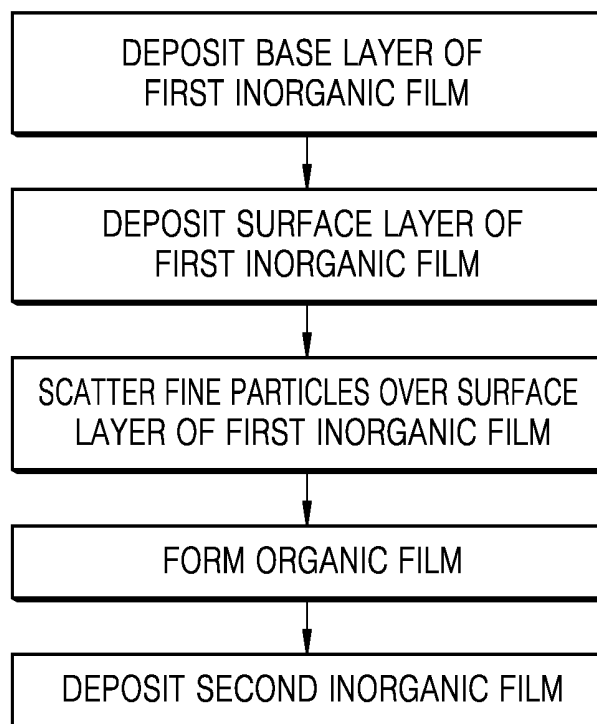 DEPOSIT BASE LAYER OF
FIRST INORGANIC FILM
DEPOSIT SURFACE LAYER OF
FIRST INORGANIC FILM
SCATTER FINE PARTICLES OVER SURFACE
LAYER OF FIRST INORGANIC FILM
FORM ORGANIC FILM
DEPOSIT SECOND INORGANIC FILM